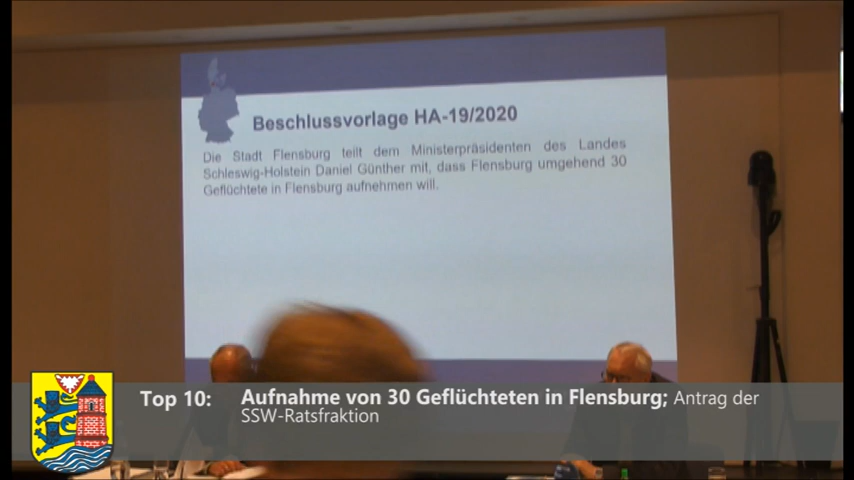 Beschlussvorlage HA-19/2020
Die Stadt Flensburg teilt dem Ministerpräsidenten des Landes
Schleswig-Holstein Daniel Günther mit, dass Flensburg umgehend 30
Geflüchtete in Flensburg aufnehmen will.
Top 10: Aufnahme von 30 Geflüchteten in Flensburg; Antrag der
SSW-Ratsfraktion